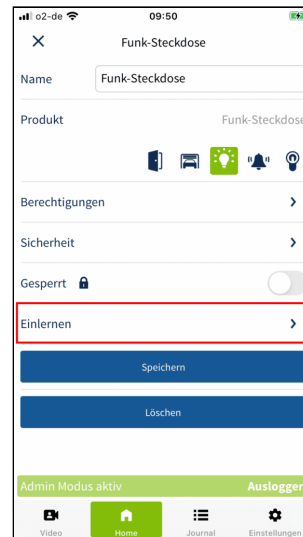 o2-de 09:50
Funk-Steckdose
Name Funk-Steckdose
Produkt Funk-Steckdose
Berechtigungen
Sicherheit
Gesperrt
Einlernen
Speichern
Löschen
Admin Modus aktiv Ausloggen
Video Home Journal Einstellungen